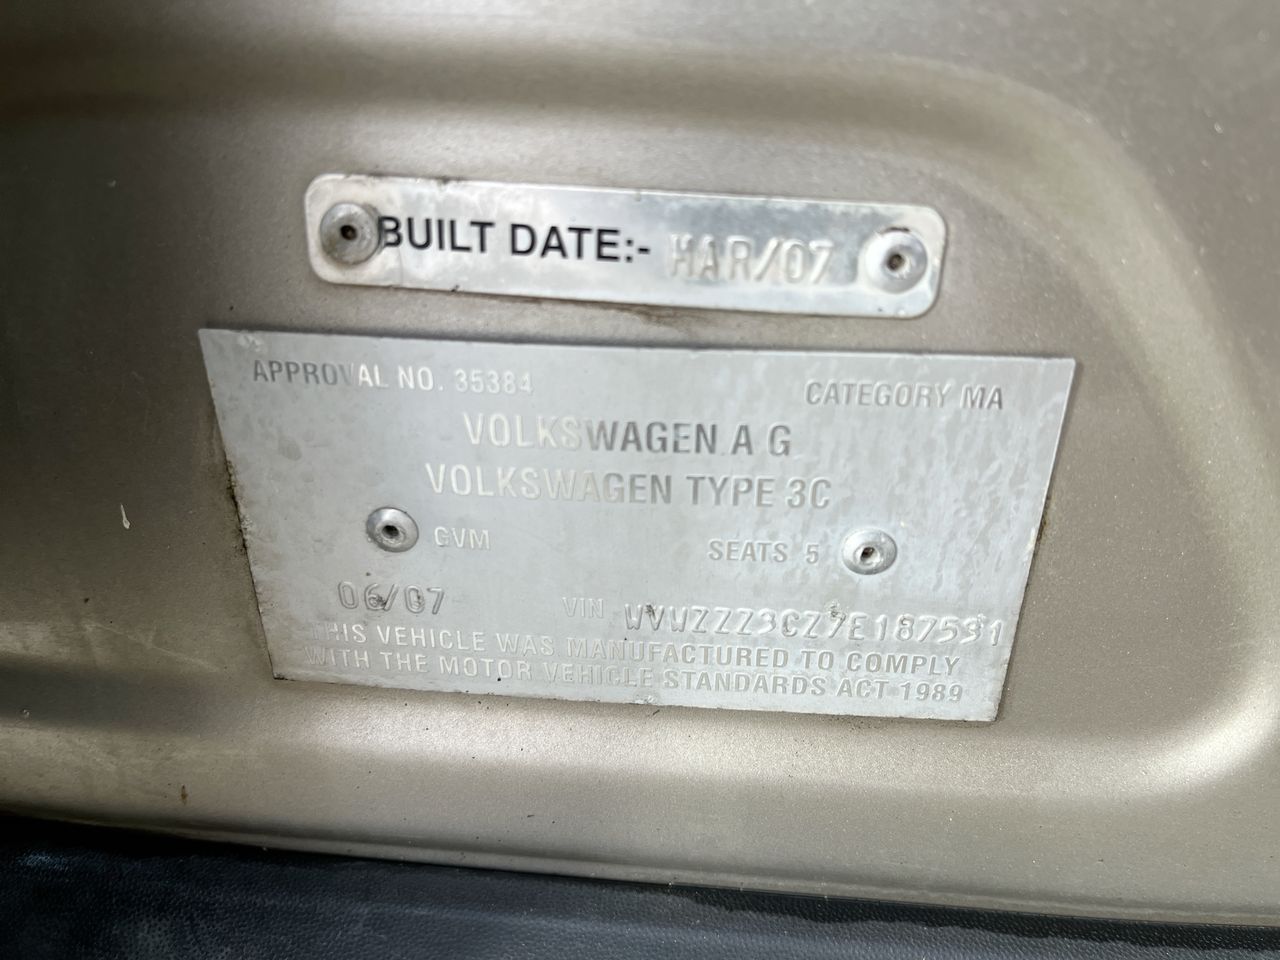 BUILT DATE:- MAR/07
APPROVAL NO. 35384 CATEGORY MA
VOLKSWAGEN A G
VOLKSWAGEN TYPE 3C
GVM SEATS 5
06/07 VIN WVWZZZ3CZ7E187531
THIS VEHICLE WAS MANUFACTURED TO COMPLY
WITH THE MOTOR VEHICLE STANDARDS ACT 1989